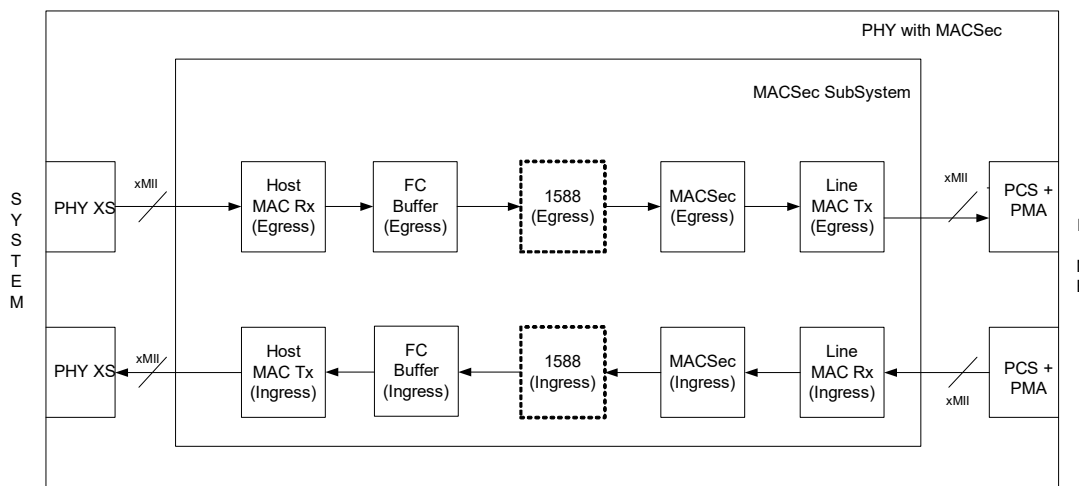 PHY with MACSec
MACSec SubSystem
SYSTEM
PHY XS
xMII
Host
MAC Rx
(Egress)
FC
Buffer
(Egress)
1588
(Egress)
MACSec
(Egress)
Line
MAC Tx
(Egress)
xMII
PCS +
PMA
PHY XS
xMII
Host
MAC Tx
(Ingress)
FC
Buffer
(Ingress)
1588
(Ingress)
MACSec
(Ingress)
Line
MAC Rx
(Ingress)
xMII
PCS +
PMA